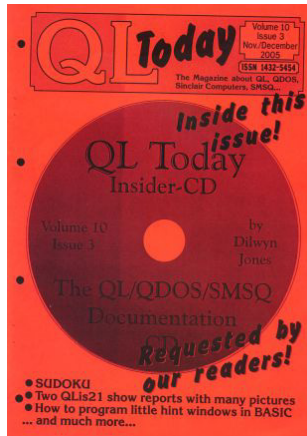 QL Today
Volume 10
Issue 3
Nov./December
2005
ISSN 1432-5454
The Magazine about QL, QDOS,
Sinclair Computers, SMSQ...
Inside this
issue!
QL Today
Insider-CD
Volume 10
Issue 3
by
Dilwyn
Jones
The QL/QDOS/SMSQ
Documentation
CD
Requested by
our readers!
● SUDOKU
● Two QLis21 show reports with many pictures
● How to program little hint windows in BASIC
... and much more...